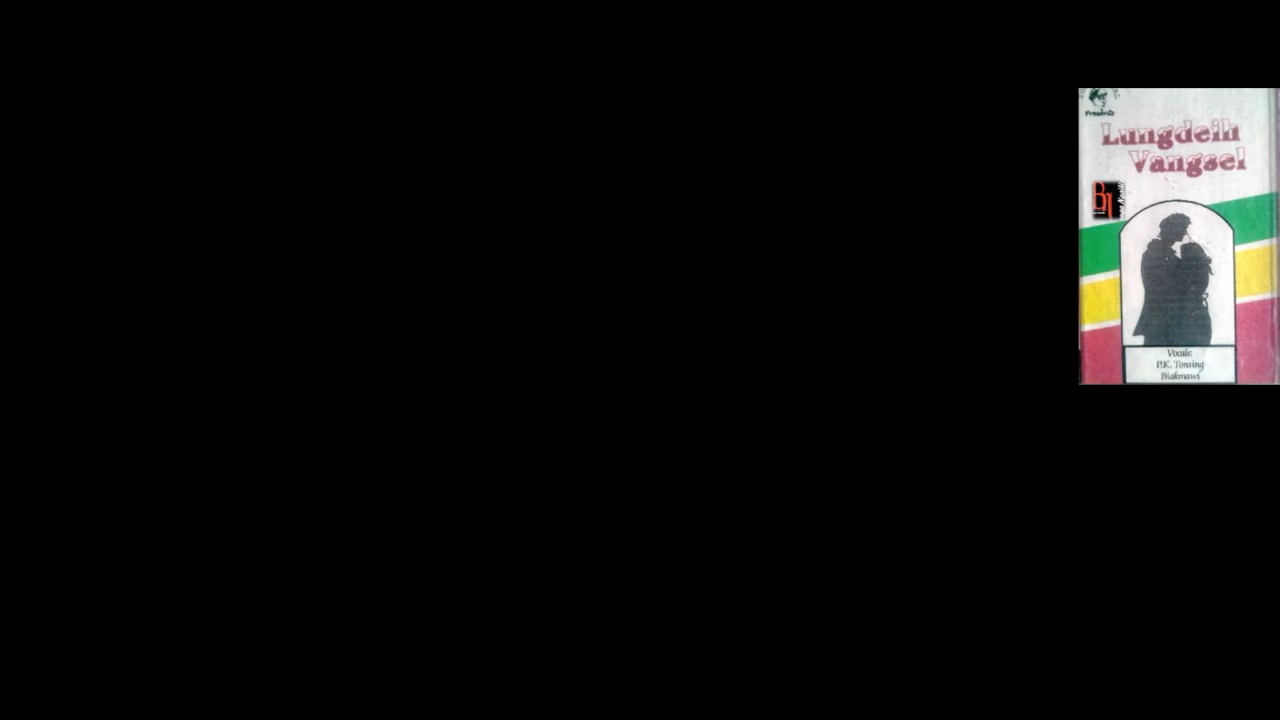 Presents
Lungdeih
Vangsel
Vocals:
P.K. Tonsing
Biakmawi